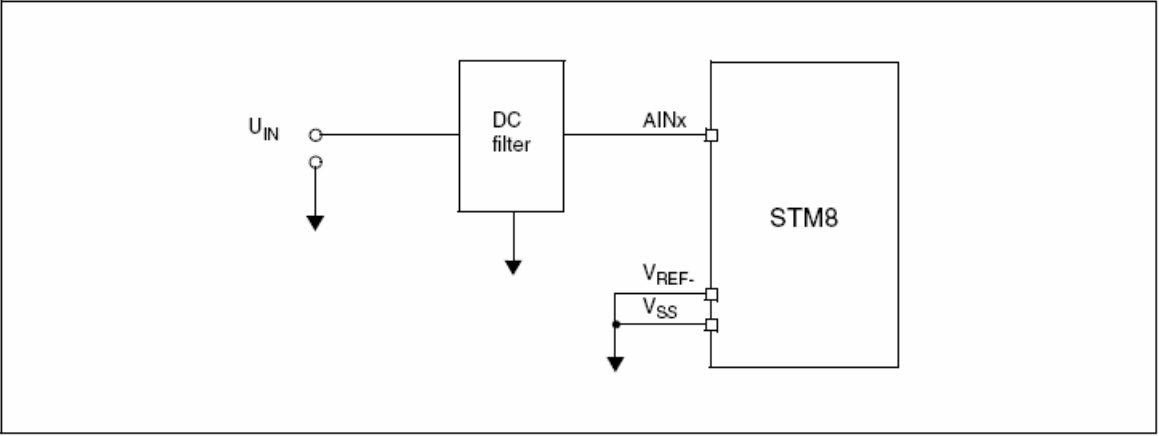 U_IN
DC
filter
AINx
STM8
V_REF-
V_SS